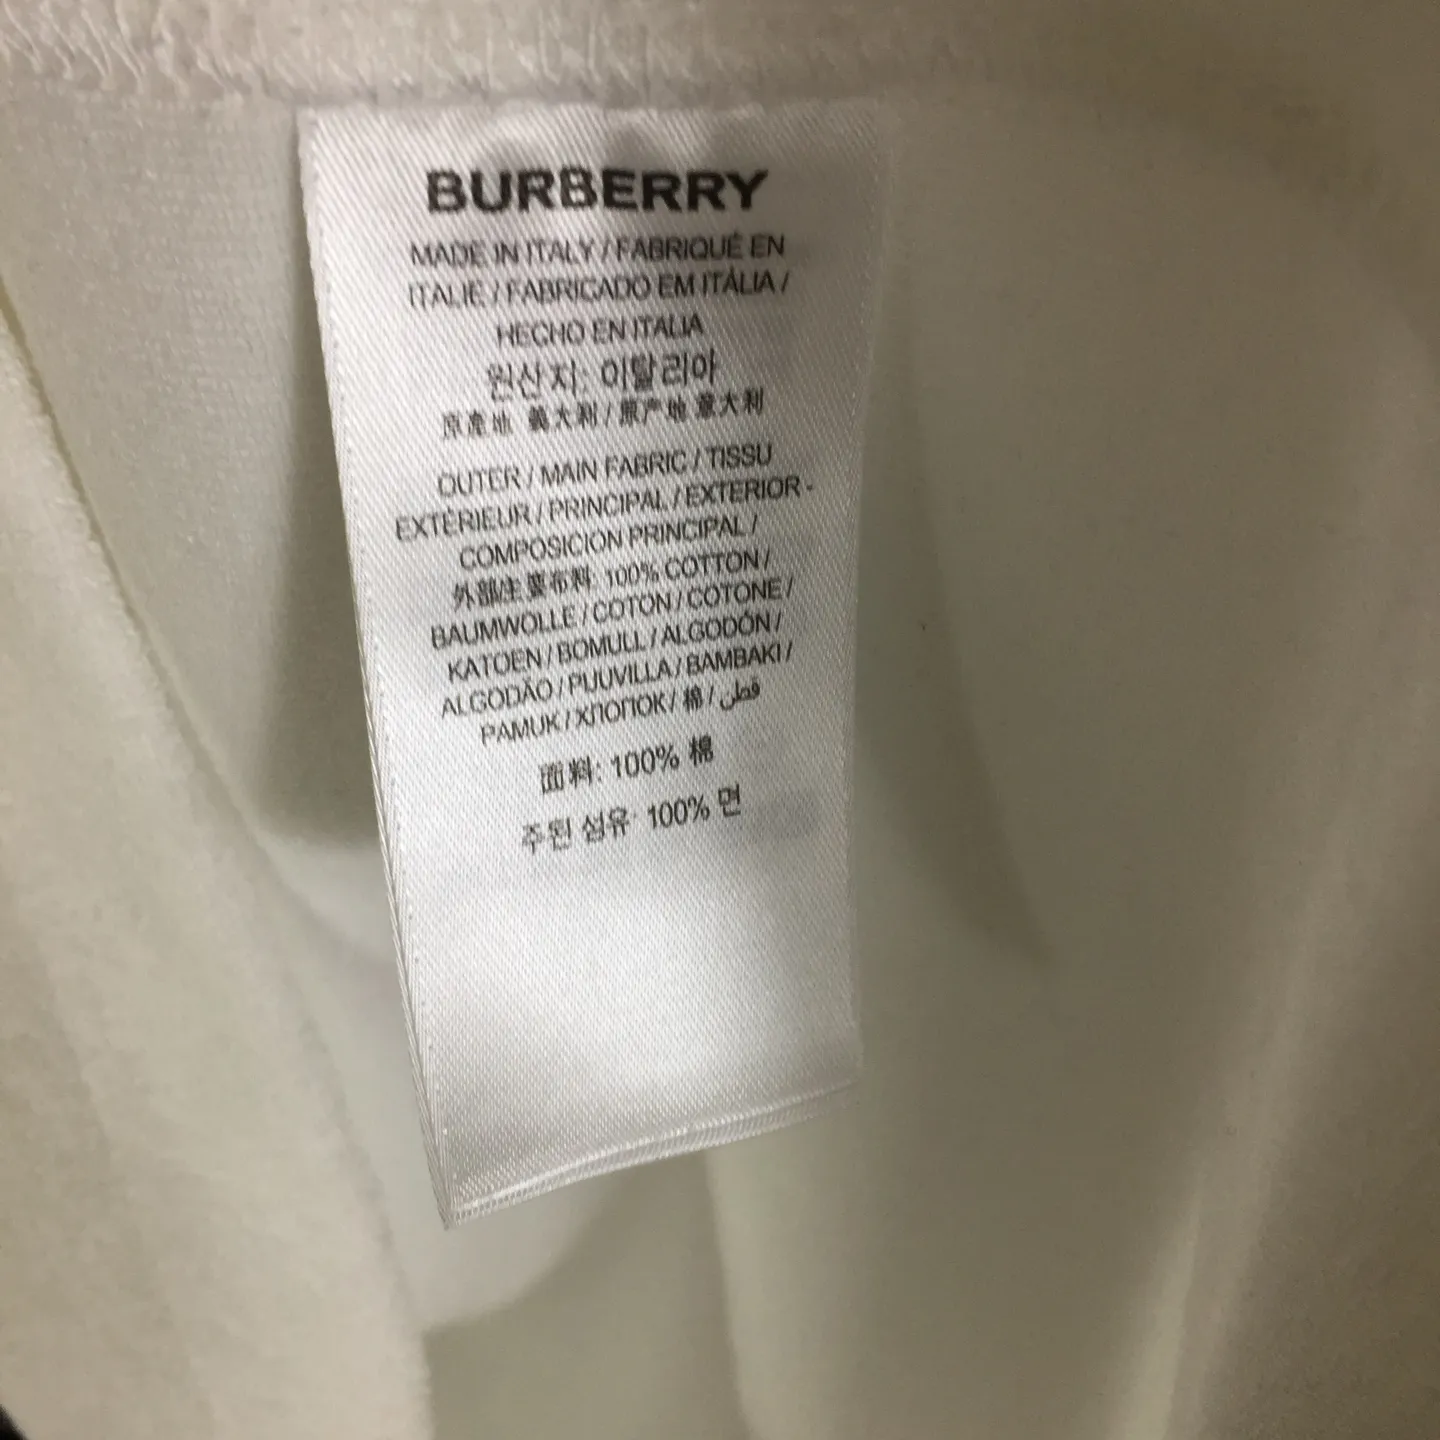 BURBERRY
MADE IN ITALY / FABRIQUÉ EN
ITALIE / FABRICADO EM ITÁLIA /
HECHO EN ITALIA
원산지: 이탈리아
原產地 義大利 / 原产地 意大利
OUTER / MAIN FABRIC / TISSU
EXTÉRIEUR / PRINCIPAL / EXTERIOR -
COMPOSICION PRINCIPAL /
外部/主要布料 100% COTTON /
BAUMWOLLE / COTON / COTONE /
KATOEN / BOMULL / ALGODÓN /
ALGODÃO / PUUVILLA / BAMBAKI /
PAMUK / ХЛОПОК / 棉 / قطن
面料: 100% 棉
주된 섬유: 100% 면